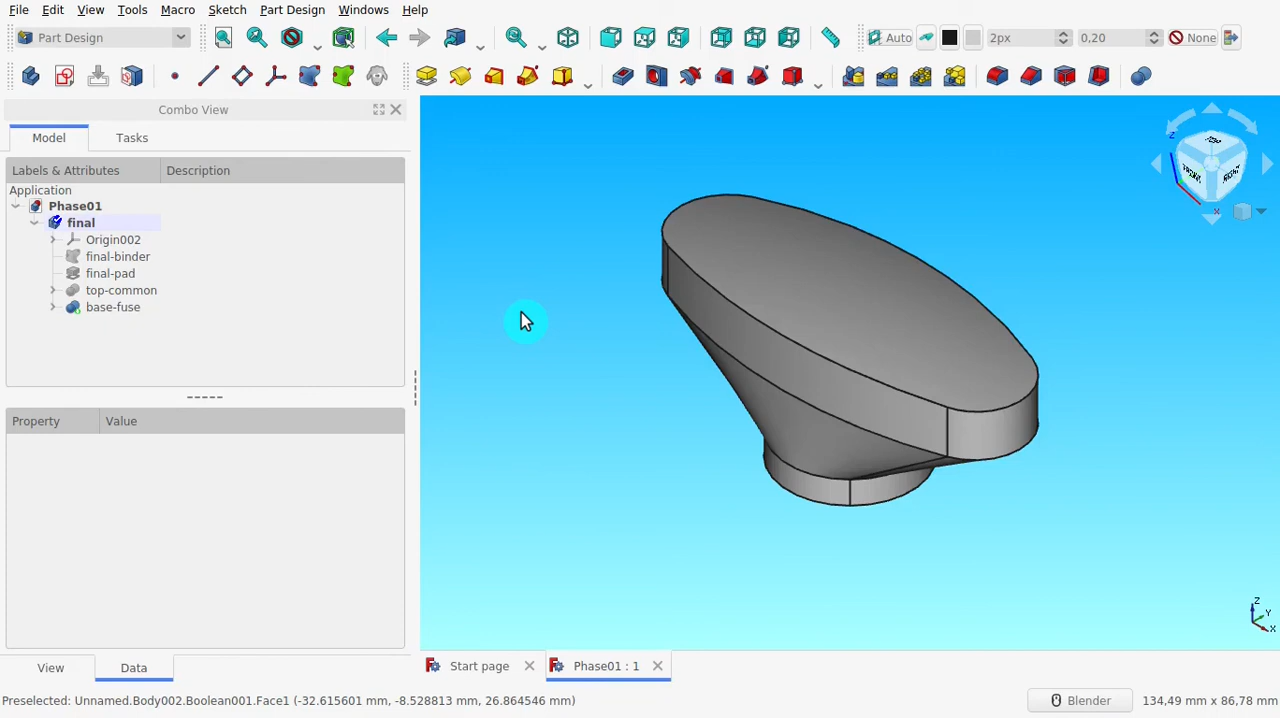 File Edit View Tools Macro Sketch Part Design Windows Help
Part Design Auto 2px 0,20 None
Combo View
Model Tasks
Labels & Attributes Description
Application
Phase01
final
Origin002
final-binder
final-pad
top-common
base-fuse
Property Value
View Data
Start page Phase01 : 1
Preselected: Unnamed.Body002.Boolean001.Face1 (-32.615601 mm, -8.528813 mm, 26.864546 mm) Blender 134,49 mm x 86,78 mm
TOP
FRONT RIGHT
Z
X
Z
Y
X